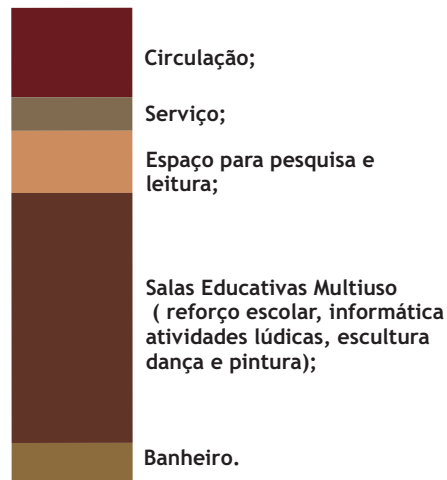 Circulação;
Serviço;
Espaço para pesquisa e
leitura;
Salas Educativas Multiuso
( reforço escolar, informática
atividades lúdicas, escultura
dança e pintura);
Banheiro.